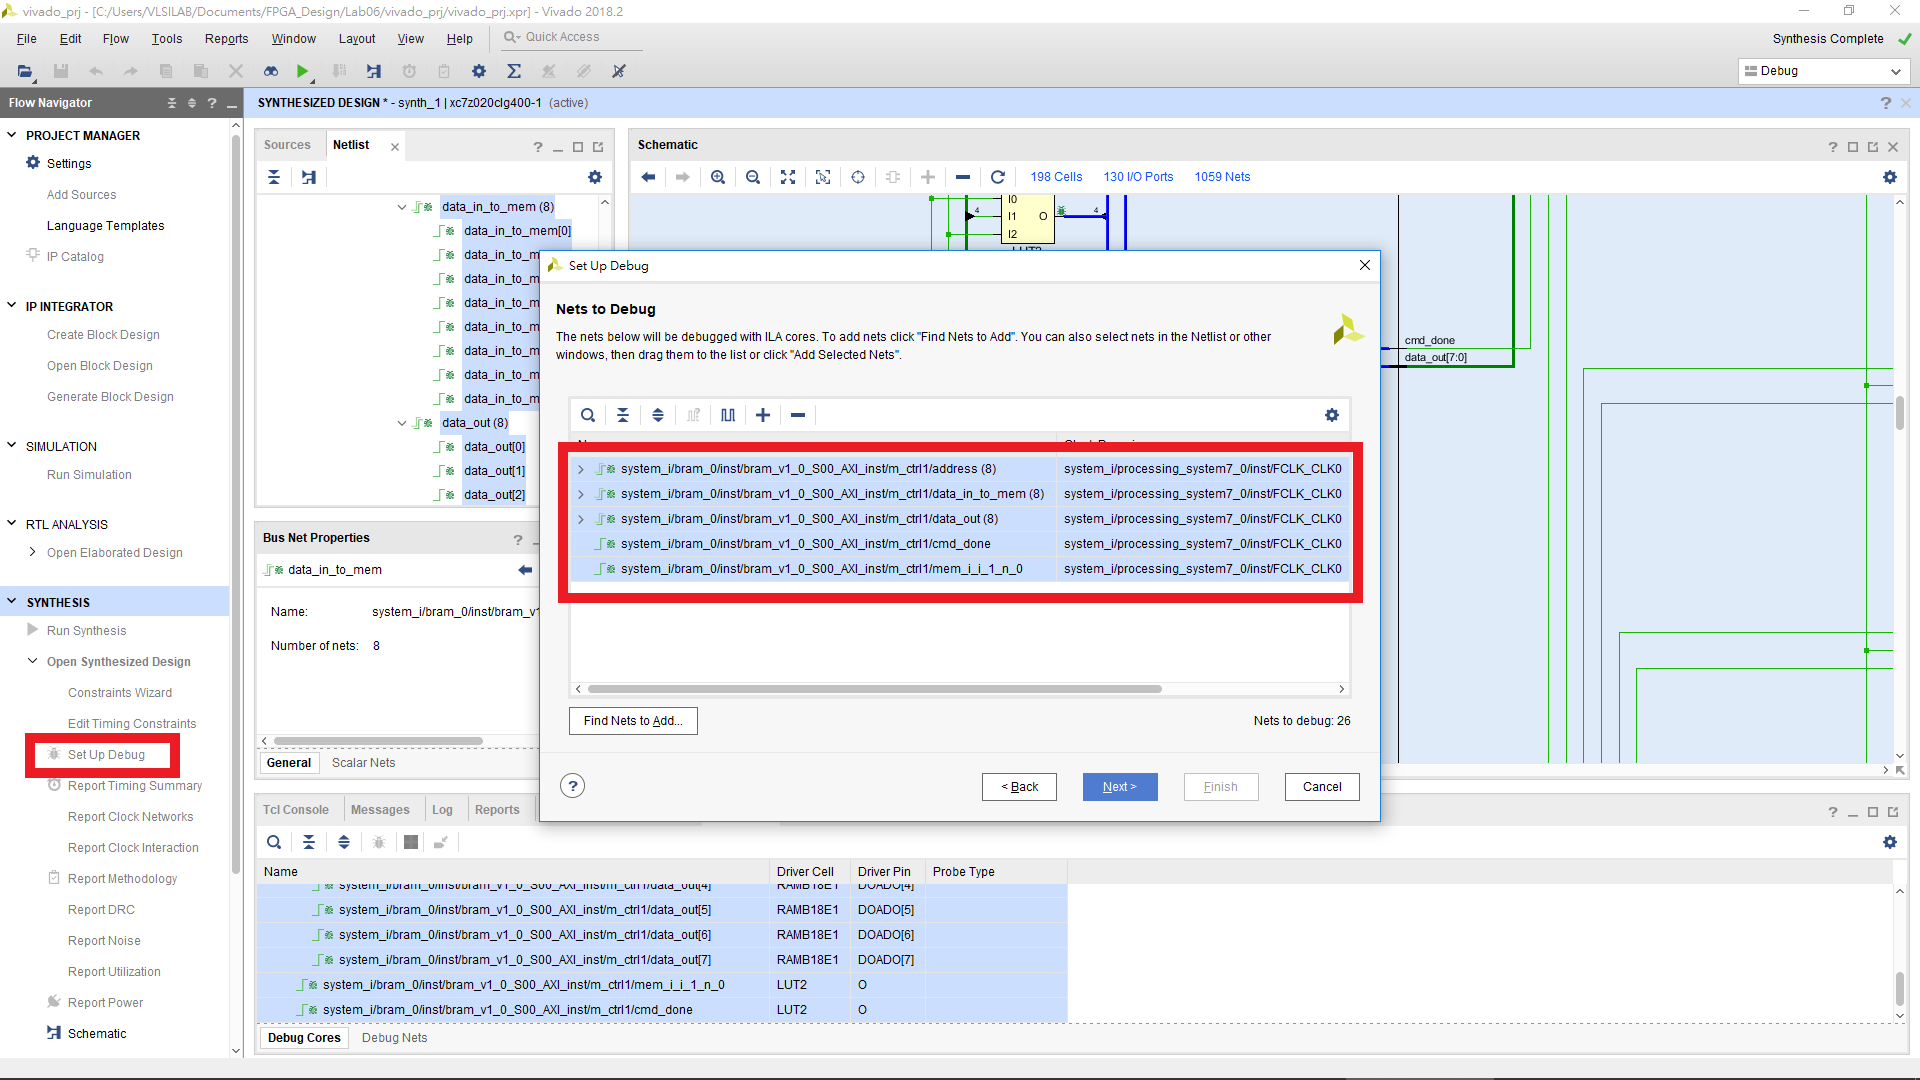 vivado_prj - [C:/Users/VLSILAB/Documents/FPGA_Design/Lab06/vivado_prj/vivado_prj.xpr] - Vivado 2018.2
File Edit Flow Tools Reports Window Layout View Help Quick Access
Synthesis Complete
Debug
Flow Navigator
SYNTHESIZED DESIGN * - synth_1 | xc7z020clg400-1 (active)
PROJECT MANAGER
Settings
Add Sources
Language Templates
IP Catalog
IP INTEGRATOR
Create Block Design
Open Block Design
Generate Block Design
SIMULATION
Run Simulation
RTL ANALYSIS
Open Elaborated Design
SYNTHESIS
Run Synthesis
Open Synthesized Design
Constraints Wizard
Edit Timing Constraints
Set Up Debug
Report Timing Summary
Report Clock Networks
Report Clock Interaction
Report Methodology
Report DRC
Report Noise
Report Utilization
Report Power
Schematic
Sources Netlist
data_in_to_mem (8)
data_in_to_mem[0]
data_in_to_m
data_in_to_m
data_in_to_m
data_in_to_m
data_in_to_m
data_in_to_m
data_in_to_m
data_out (8)
data_out[0]
data_out[1]
data_out[2]
Bus Net Properties
data_in_to_mem
Name: system_i/bram_0/inst/bram_v1
Number of nets: 8
General Scalar Nets
Schematic
198 Cells 130 I/O Ports 1059 Nets
I0
4 I1 O 4
I2
cmd_done
data_out[7:0]
Set Up Debug
Nets to Debug
The nets below will be debugged with ILA cores. To add nets click "Find Nets to Add". You can also select nets in the Netlist or other
windows, then drag them to the list or click "Add Selected Nets".
system_i/bram_0/inst/bram_v1_0_S00_AXI_inst/m_ctrl1/address (8) system_i/processing_system7_0/inst/FCLK_CLK0
system_i/bram_0/inst/bram_v1_0_S00_AXI_inst/m_ctrl1/data_in_to_mem (8) system_i/processing_system7_0/inst/FCLK_CLK0
system_i/bram_0/inst/bram_v1_0_S00_AXI_inst/m_ctrl1/data_out (8) system_i/processing_system7_0/inst/FCLK_CLK0
system_i/bram_0/inst/bram_v1_0_S00_AXI_inst/m_ctrl1/cmd_done system_i/processing_system7_0/inst/FCLK_CLK0
system_i/bram_0/inst/bram_v1_0_S00_AXI_inst/m_ctrl1/mem_i_i_1_n_0 system_i/processing_system7_0/inst/FCLK_CLK0
Find Nets to Add...
Nets to debug: 26
< Back Next > Finish Cancel
Tcl Console Messages Log Reports
Name Driver Cell Driver Pin Probe Type
system_i/bram_0/inst/bram_v1_0_S00_AXI_inst/m_ctrl1/data_out[4] RAMB18E1 DOADO[4]
system_i/bram_0/inst/bram_v1_0_S00_AXI_inst/m_ctrl1/data_out[5] RAMB18E1 DOADO[5]
system_i/bram_0/inst/bram_v1_0_S00_AXI_inst/m_ctrl1/data_out[6] RAMB18E1 DOADO[6]
system_i/bram_0/inst/bram_v1_0_S00_AXI_inst/m_ctrl1/data_out[7] RAMB18E1 DOADO[7]
system_i/bram_0/inst/bram_v1_0_S00_AXI_inst/m_ctrl1/mem_i_i_1_n_0 LUT2 O
system_i/bram_0/inst/bram_v1_0_S00_AXI_inst/m_ctrl1/cmd_done LUT2 O
Debug Cores Debug Nets